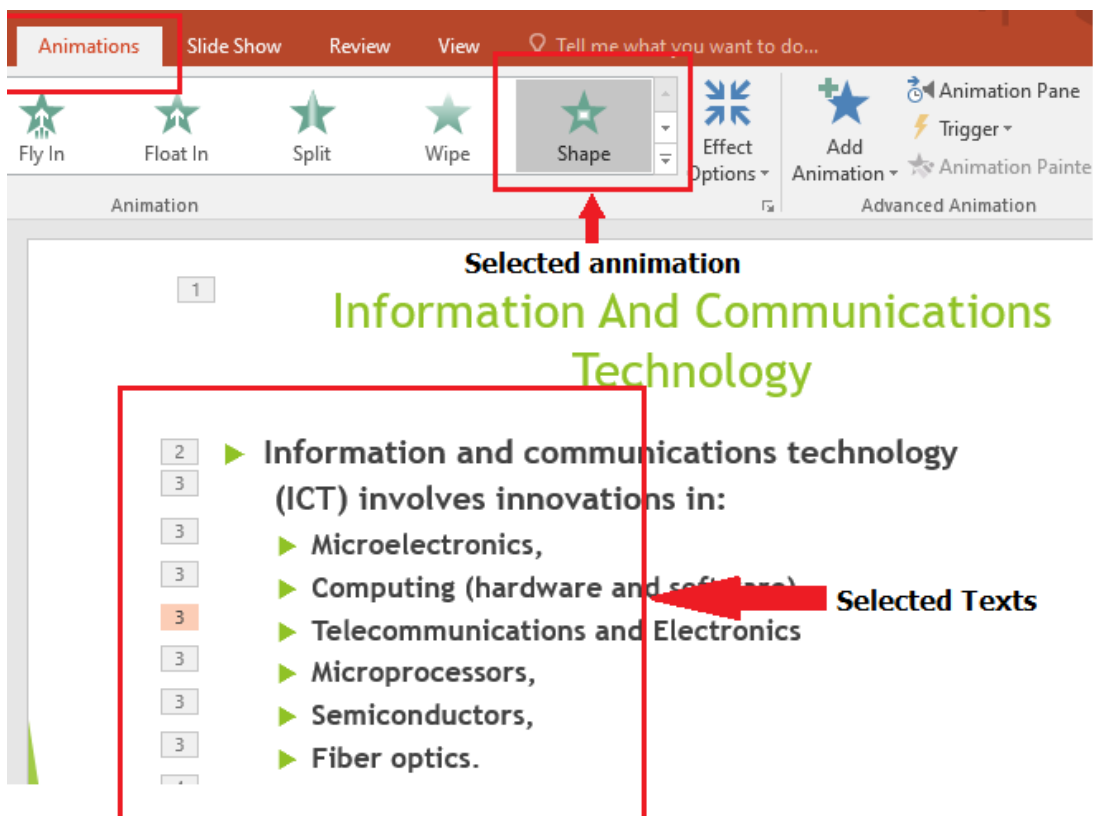 Animations Slide Show Review View Tell me what you want to do...
Fly In Float In Split Wipe Shape Effect Options Add Animation Animation Pane
Trigger
Animation Painte
Animation Advanced Animation
Selected annimation
1 Information And Communications
Technology
2 Information and communications technology
3 (ICT) involves innovations in:
3 Microelectronics,
3 Computing (hardware and software)
3 Telecommunications and Electronics
Selected Texts
3 Microprocessors,
3 Semiconductors,
3 Fiber optics.